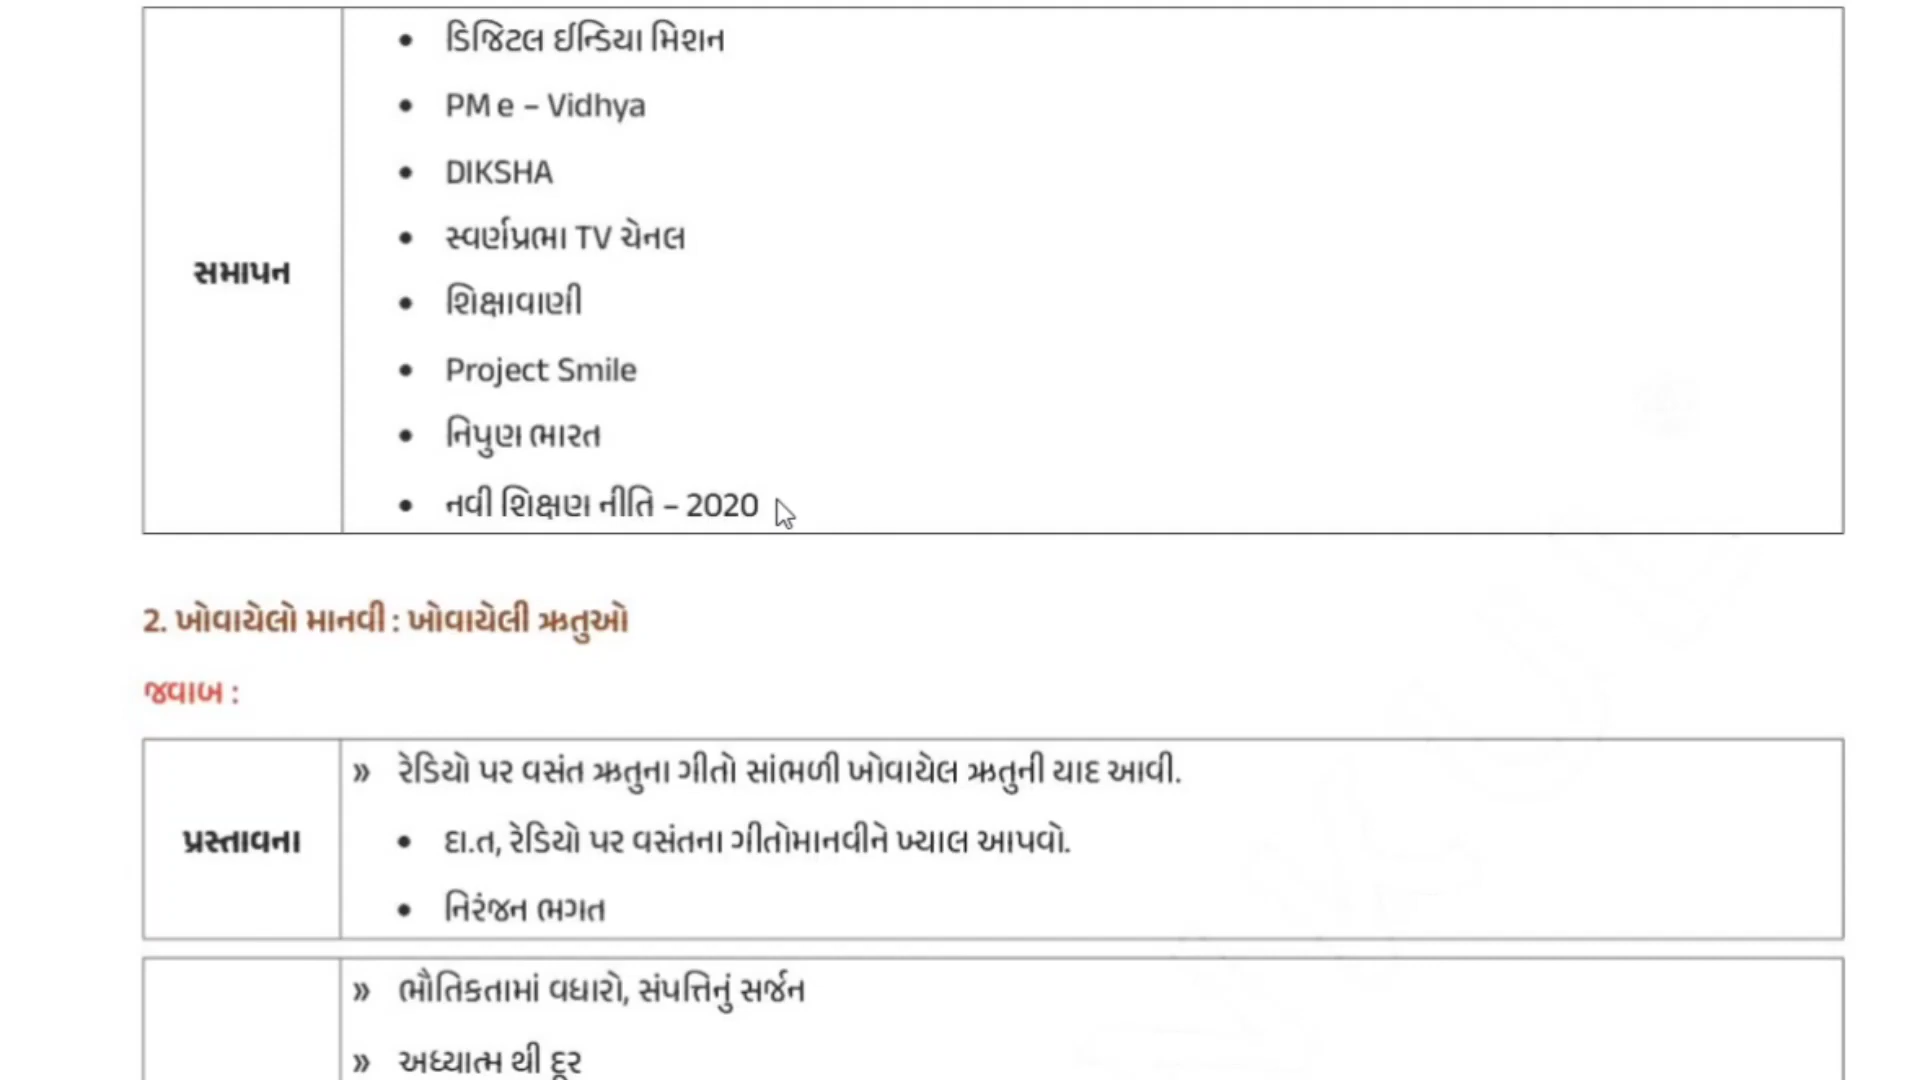 ડિજિટલ ઈન્ડિયા મિશન
PM e – Vidhya
DIKSHA
સ્વર્ણપ્રભા TV ચેનલ
સમાપન
શિક્ષાવાણી
Project Smile
નિપુણ ભારત
નવી શિક્ષણ નીતિ – 2020
2. ખોવાયેલો માનવી : ખોવાયેલી ઋતુઓ
જવાબ :
» રેડિયો પર વસંત ઋતુના ગીતો સાંભળી ખોવાયેલ ઋતુની યાદ આવી.
પ્રસ્તાવના
દા.ત, રેડિયો પર વસંતના ગીતોમાનવીને ખ્યાલ આપવો.
નિરંજન ભગત
» ભૌતિકતામાં વધારો, સંપત્તિનું સર્જન
» અધ્યાત્મ થી દૂર